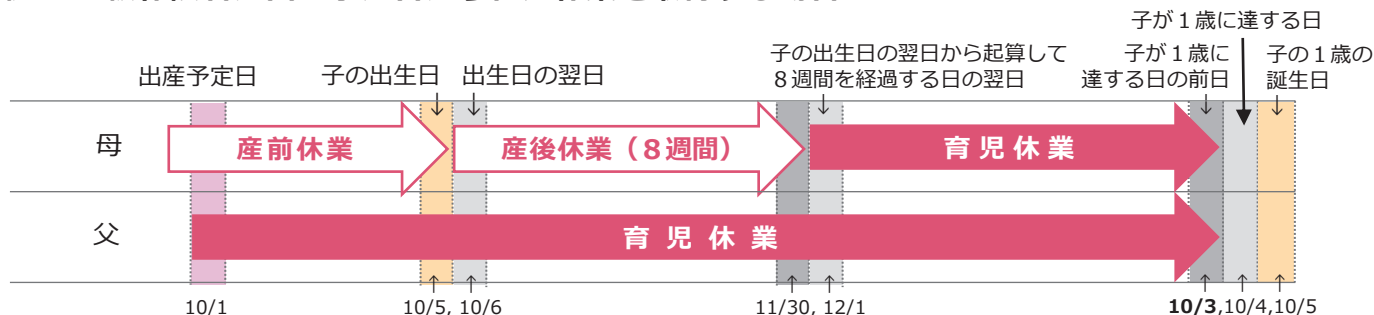 子が１歳に達する日
出産予定日
子の出生日
出生日の翌日
子の出生日の翌日から起算して
８週間を経過する日の翌日
子が１歳に
達する日の前日
子の１歳の
誕生日
母
産前休業
産後休業（８週間）
育児休業
父
育児休業
10/1
10/5, 10/6
11/30, 12/1
10/3,10/4,10/5